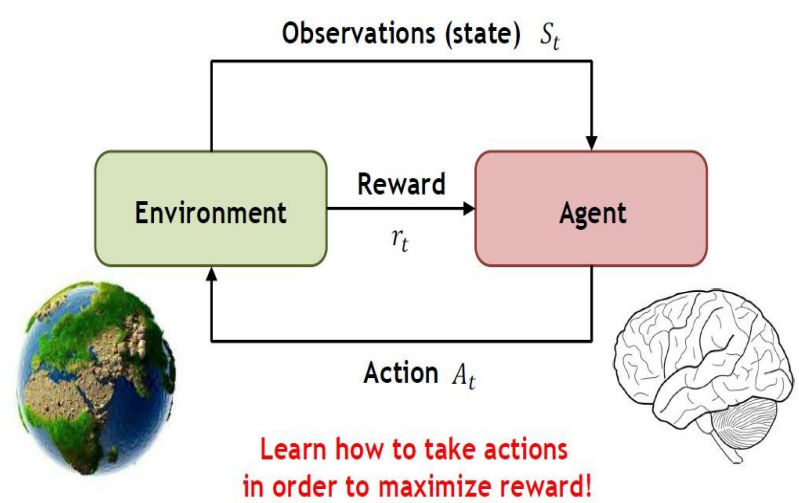 Observations (state) S_t
Environment
Reward
r_t
Agent
Action A_t
Learn how to take actions
in order to maximize reward!